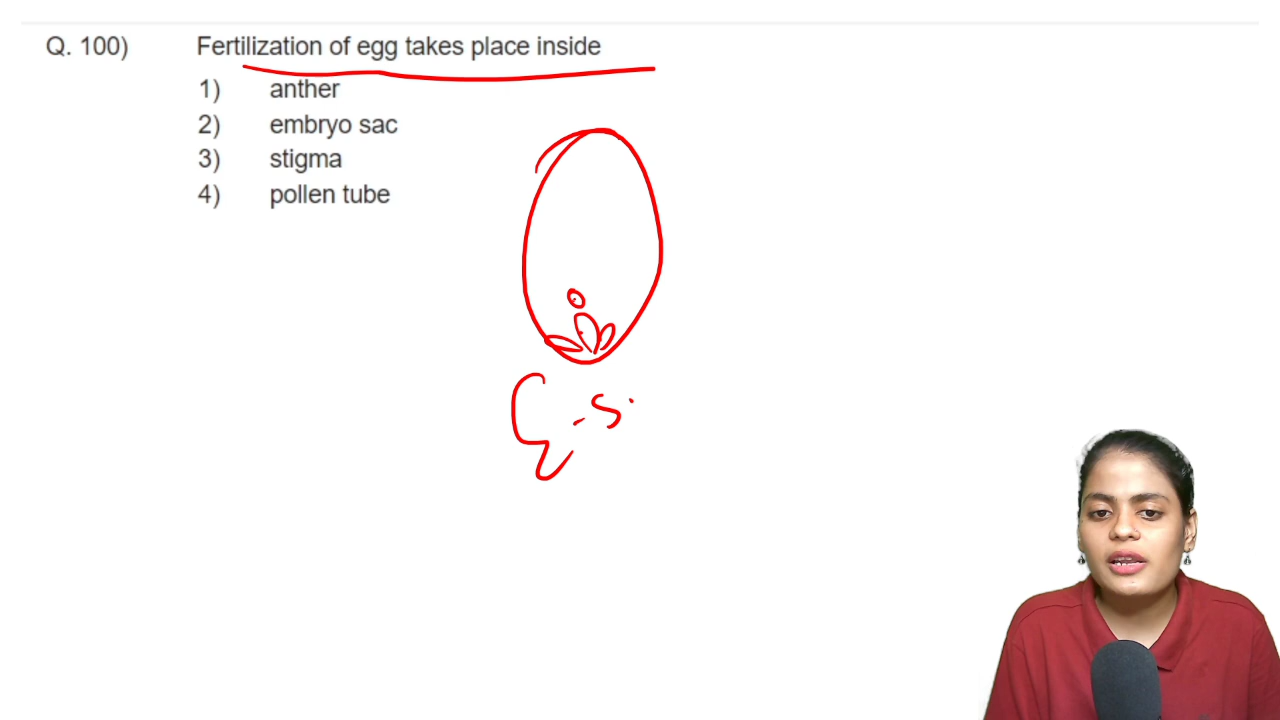 Q. 100) Fertilization of egg takes place inside
1) anther
2) embryo sac
3) stigma
4) pollen tube
E.S.